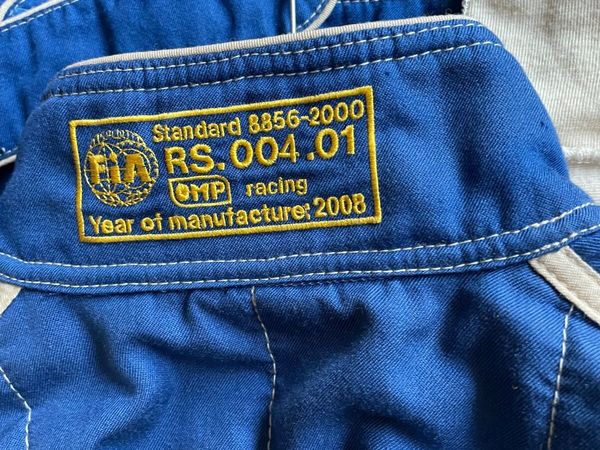 Standard 8856-2000
FiA RS.004.01
OMP racing
Year of manufacture: 2008